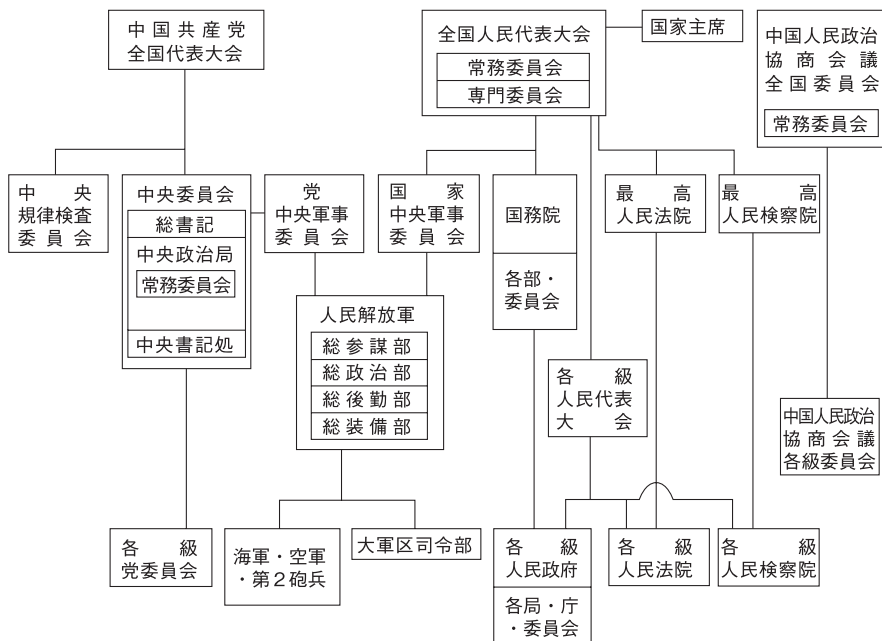 中国共産党
全国代表大会
全国人民代表大会
常務委員会
専門委員会
国家主席
中国人民政治
協商会議
全国委員会
常務委員会
中央
規律検査
委員会
中央委員会
総書記
中央政治局
常務委員会
中央書記処
党
中央軍事
委員会
国家
中央軍事
委員会
国務院
各部・
委員会
最高
人民法院
最高
人民検察院
人民解放軍
総参謀部
総政治部
総後勤部
総装備部
各級
人民代表
大会
中国人民政治
協商会議
各級委員会
各級
党委員会
海軍・空軍
・第2砲兵
大軍区司令部
各級
人民政府
各局・庁
・委員会
各級
人民法院
各級
人民検察院